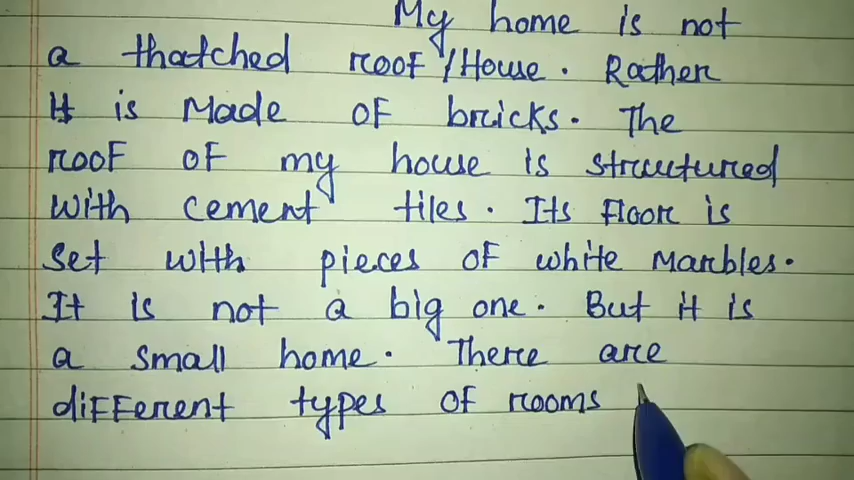 My home is not
a thatched roof/House. Rather
It is Made of bricks. The
roof of my house is structured
with cement tiles. Its Floor is
set with pieces of white Marbles.
It is not a big one. But it is
a small home. There are
different types of rooms